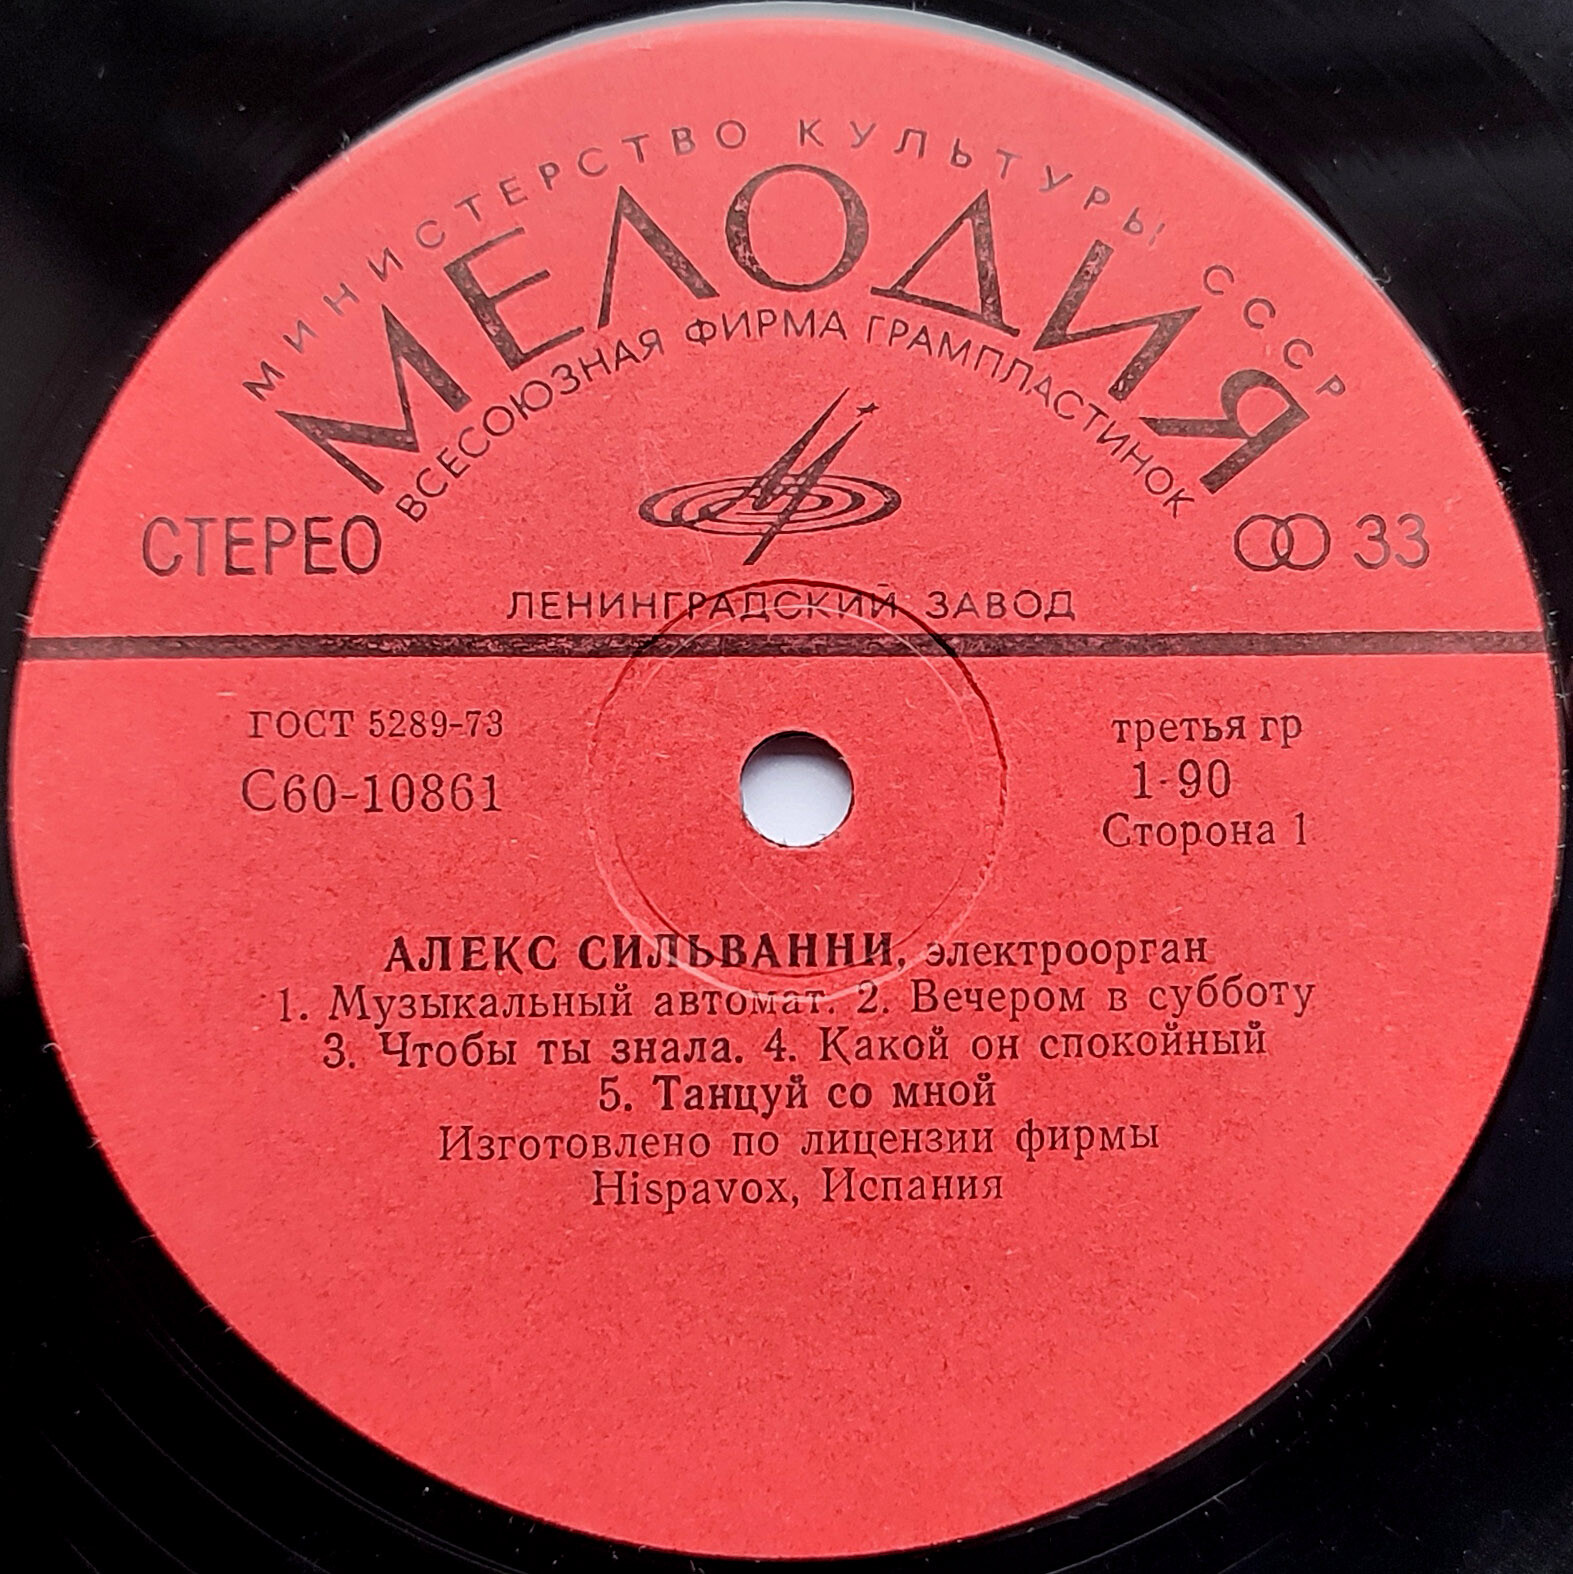 МИНИСТЕРСТВО КУЛЬТУРЫ СССР
МЕЛОДИЯ
ВСЕСОЮЗНАЯ ФИРМА ГРАМПЛАСТИНОК
СТЕРЕО
33
ЛЕНИНГРАДСКИЙ ЗАВОД
ГОСТ 5289-73
С60-10861
третья гр
1-90
Сторона 1
АЛЕКС СИЛЬВАННИ, электроорган
1. Музыкальный автомат. 2. Вечером в субботу
3. Чтобы ты знала. 4. Какой он спокойный
5. Танцуй со мной
Изготовлено по лицензии фирмы
Hispavox, Испания